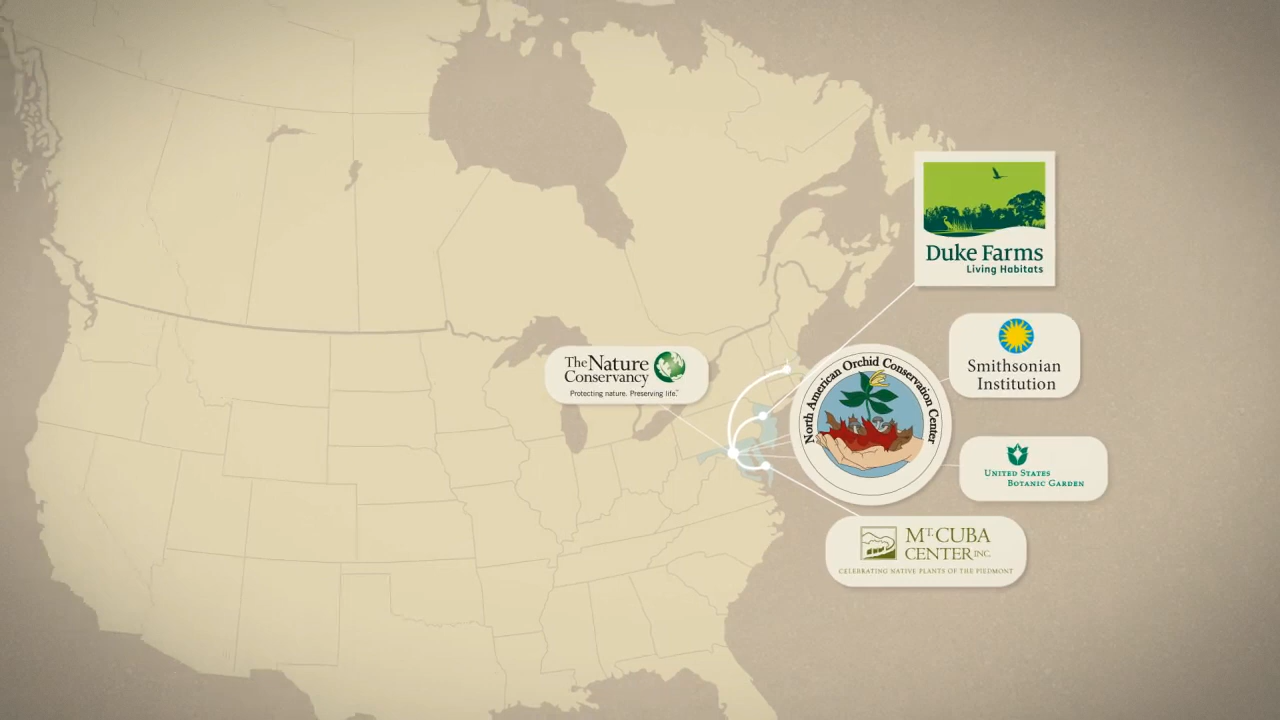 Duke Farms
Living Habitats
Smithsonian
Institution
The Nature
Conservancy
Protecting nature. Preserving life.™
North American Orchid Conservation Center
UNITED STATES
BOTANIC GARDEN
MT. CUBA
CENTER INC.
CELEBRATING NATIVE PLANTS OF THE PIEDMONT